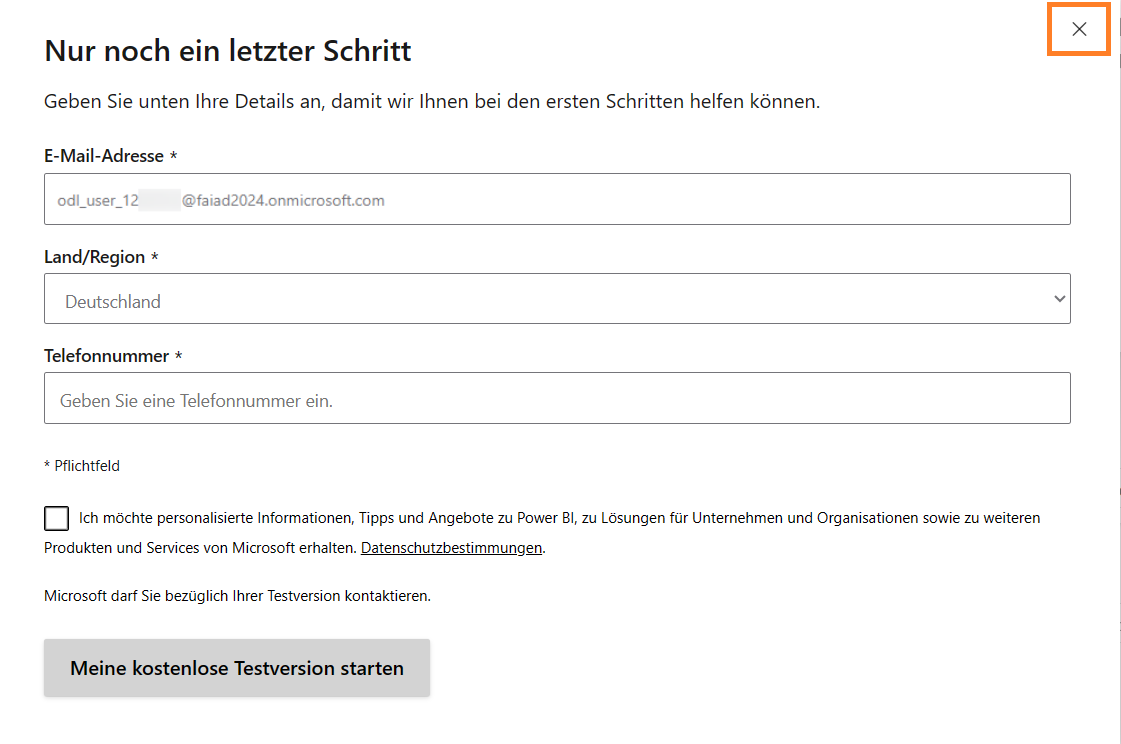 Nur noch ein letzter Schritt
Geben Sie unten Ihre Details an, damit wir Ihnen bei den ersten Schritten helfen können.
E-Mail-Adresse *
odl_user_12 @faiad2024.onmicrosoft.com
Land/Region *
Deutschland
Telefonnummer *
Geben Sie eine Telefonnummer ein.
* Pflichtfeld
Ich möchte personalisierte Informationen, Tipps und Angebote zu Power BI, zu Lösungen für Unternehmen und Organisationen sowie zu weiteren
Produkten und Services von Microsoft erhalten. Datenschutzbestimmungen.
Microsoft darf Sie bezüglich Ihrer Testversion kontaktieren.
Meine kostenlose Testversion starten